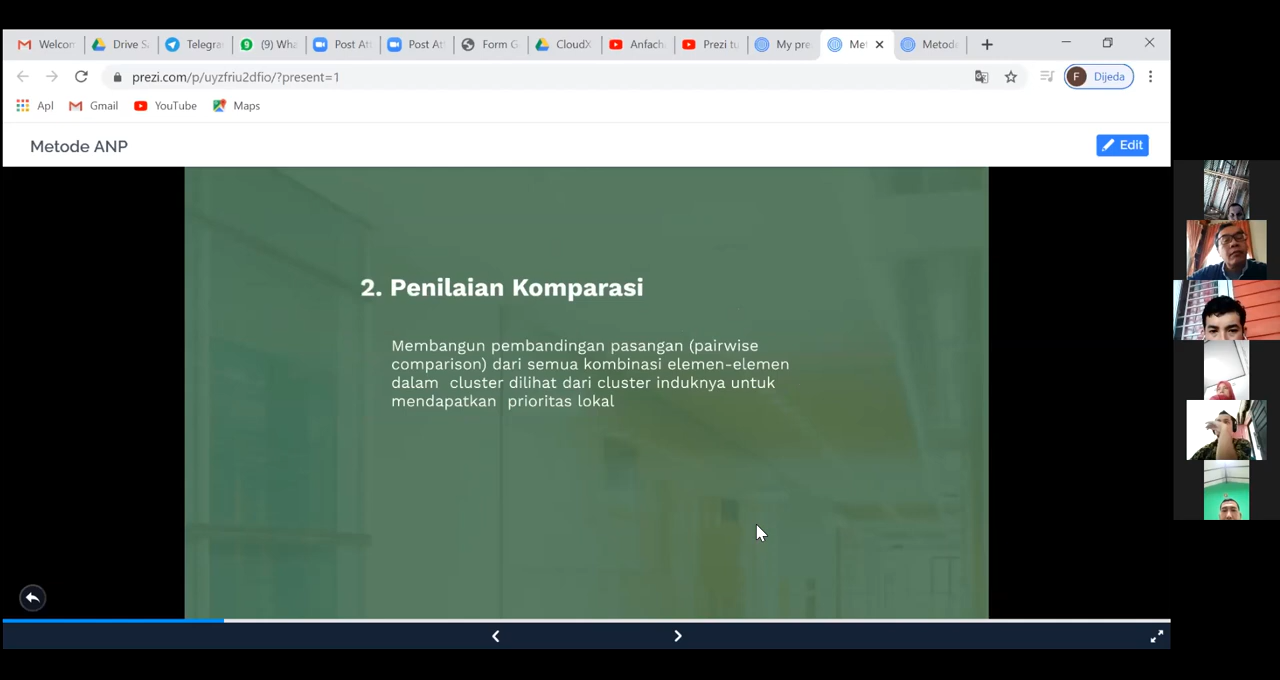 Welcom
Drive S
Telegra
(9) Wha
Post At
Post At
Form G
CloudX
Anfach
Prezi tu
My pre
Met
Metoda
prezi.com/p/uyzfriu2dfio/?present=1
F
Dijeda
Apl
Gmail
YouTube
Maps
Metode ANP
Edit
2. Penilaian Komparasi
Membangun pembandingan pasangan (pairwise
comparison) dari semua kombinasi elemen-elemen
dalam cluster dilihat dari cluster induknya untuk
mendapatkan prioritas lokal